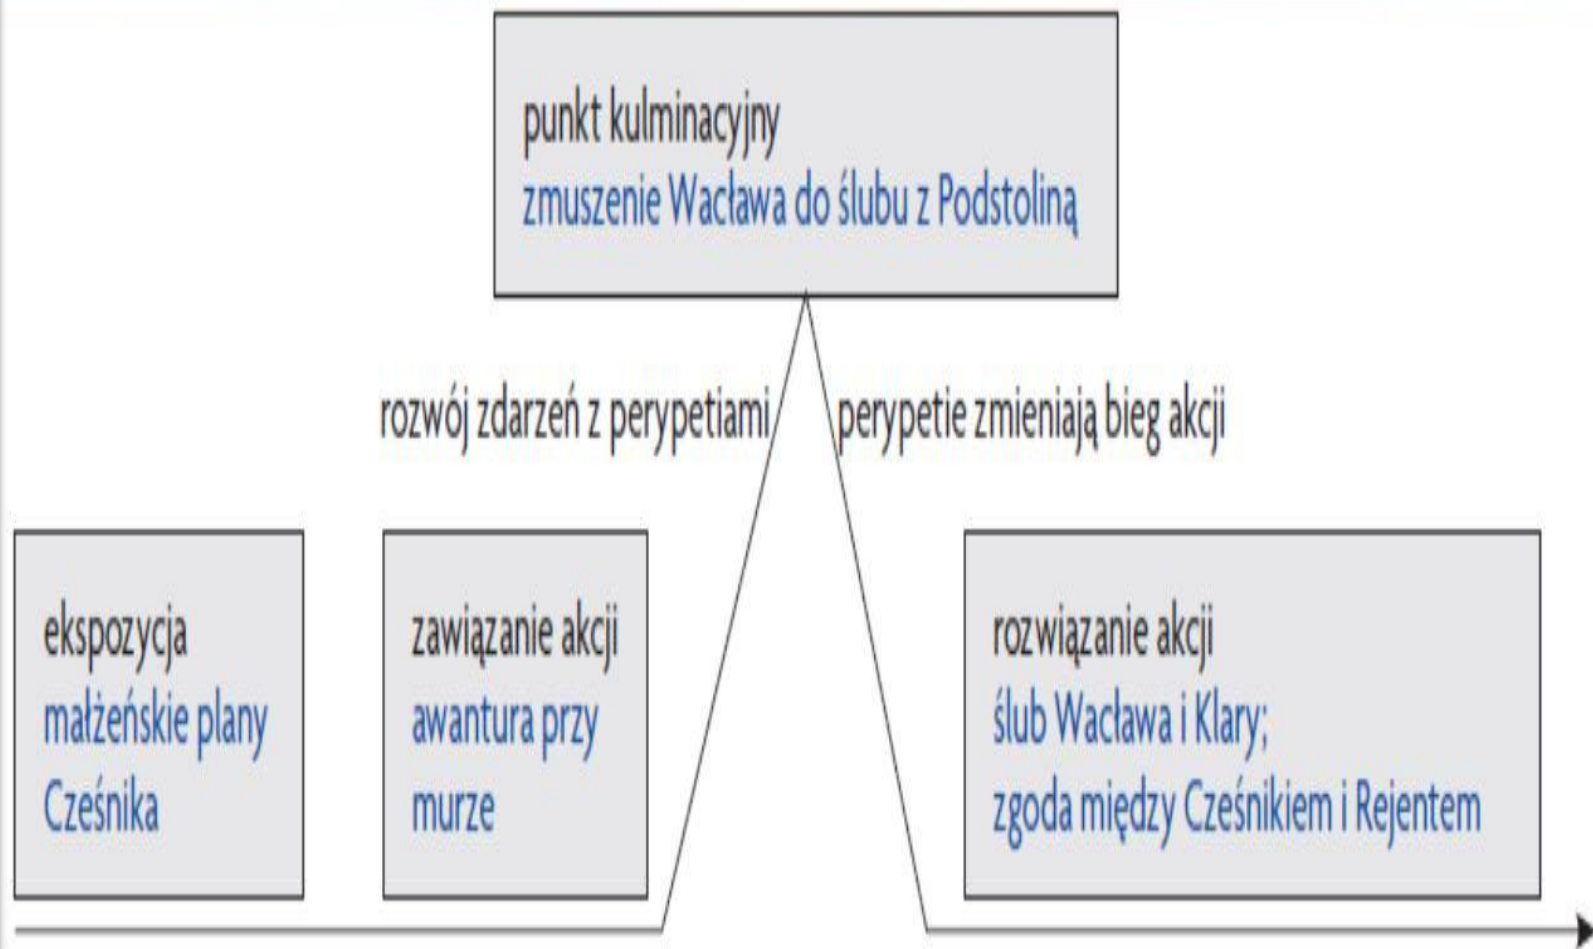 punkt kulminacyjny
zmuszenie Wacława do ślubu z Podstoliną
rozwój zdarzeń z perypetiami
perypetie zmieniają bieg akcji
ekspozycja
małżeńskie plany
Cześnika
zawiązanie akcji
awantura przy
murze
rozwiązanie akcji
ślub Wacława i Klary;
zgoda między Cześnikiem i Rejentem